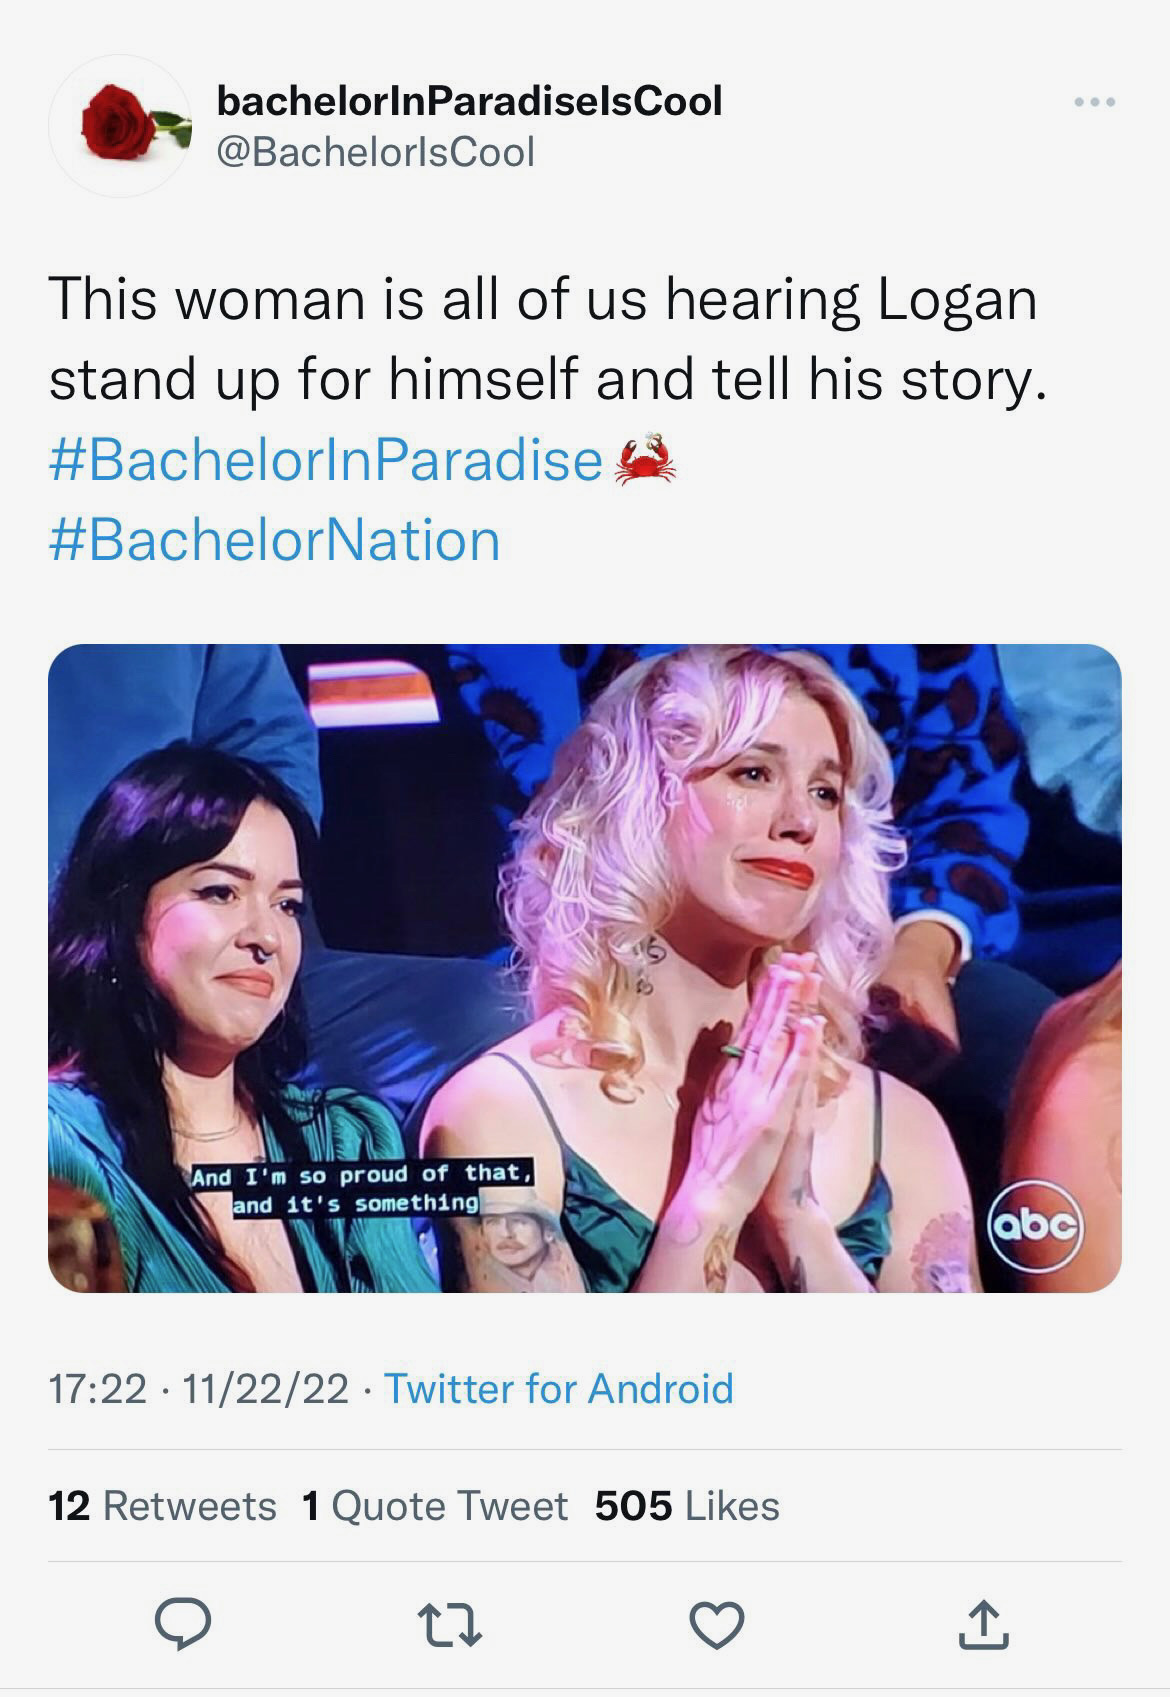 bachelorInParadiseIsCool
@BachelorIsCool
This woman is all of us hearing Logan
stand up for himself and tell his story.
#BachelorInParadise🦀
#BachelorNation
And I'm so proud of that,
and it's something
abc
17:22 · 11/22/22 · Twitter for Android
12 Retweets 1 Quote Tweet 505 Likes